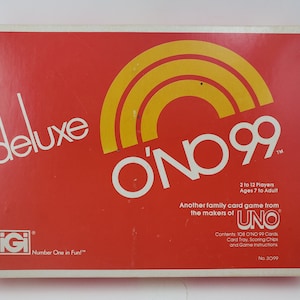 deluxe
O'NO 99™
2 to 12 Players
Ages 7 to Adult
Another family card game from
the makers of UNO®
Contents: 108 O'NO 99 Cards
Card Tray, Scoring Chips
and Game Instructions
No. 3099
iGi®
Number One in Fun!™